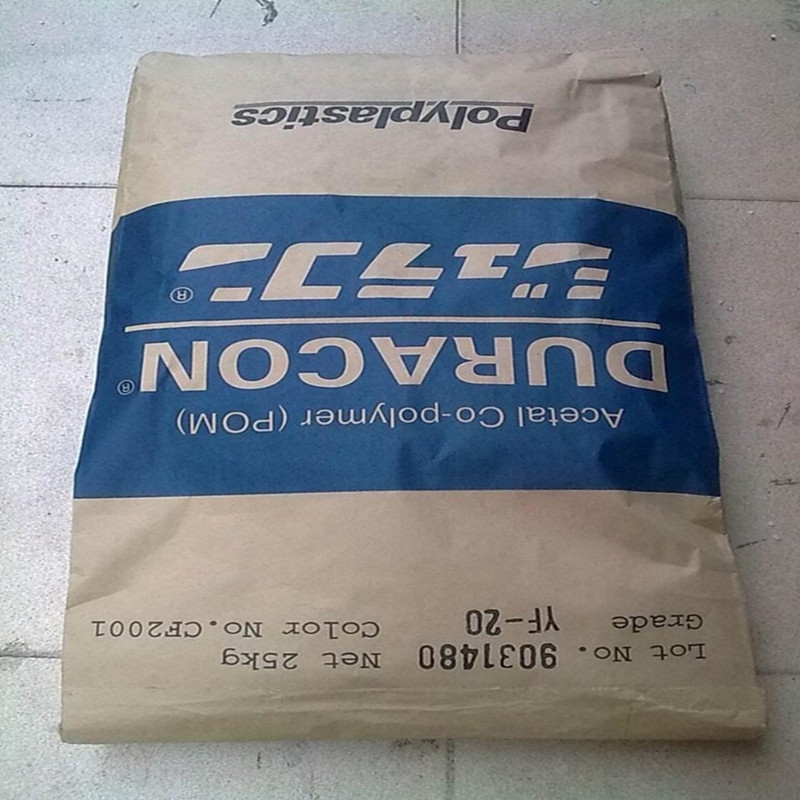 Lot No. 9031480 Net 25kg
Grade YF-20 Color No.CF2001
Acetal Co-polymer (POM)
DURACON®
ジュラコン®
Polyplastics